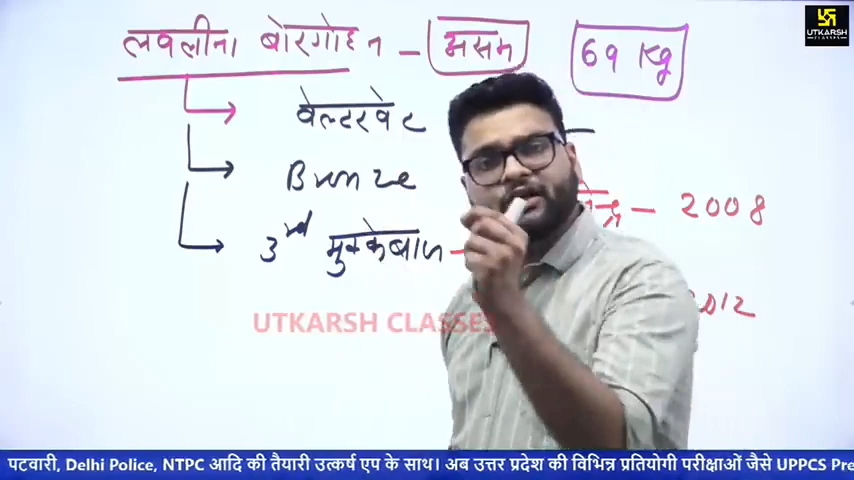 लवलीना बोरगोहेन - असम 69 Kg
UTKARSH
CLASSES
वेल्टरवेट
Bronze
2008
3rd मुक्केबाज -
2012
UTKARSH CLASSES
पटवारी, Delhi Police, NTPC आदि की तैयारी उत्कर्ष एप के साथ। अब उत्तर प्रदेश की विभिन्न प्रतियोगी परीक्षाओं जैसे UPPCS Pre